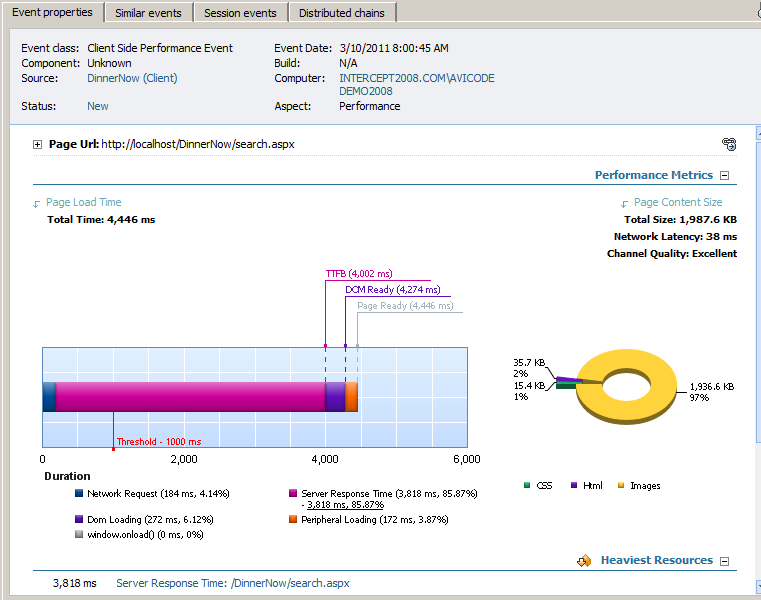 Event properties Similar events Session events Distributed chains
Event class: Client Side Performance Event Event Date: 3/10/2011 8:00:45 AM
Component: Unknown Build: N/A
Source: DinnerNow (Client) Computer: INTERCEPT2008.COM\AVICODE
DEMO2008
Status: New Aspect: Performance
Page Url: http://localhost/DinnerNow/search.aspx
Performance Metrics
Page Load Time Page Content Size
Total Time: 4,446 ms Total Size: 1,987.6 KB
Network Latency: 38 ms
Channel Quality: Excellent
TTFB (4,002 ms)
DOM Ready (4,274 ms)
Page Ready (4,446 ms)
35.7 KB
2%
15.4 KB
1%
1,936.6 KB
97%
Threshold - 1000 ms
0 2,000 4,000 6,000
Duration
CSS Html Images
Network Request (184 ms, 4.14%) Server Response Time (3,818 ms, 85.87%)
- 3,818 ms, 85.87%
Dom Loading (272 ms, 6.12%) Peripheral Loading (172 ms, 3.87%)
window.onload() (0 ms, 0%)
Heaviest Resources
3,818 ms Server Response Time: /DinnerNow/search.aspx